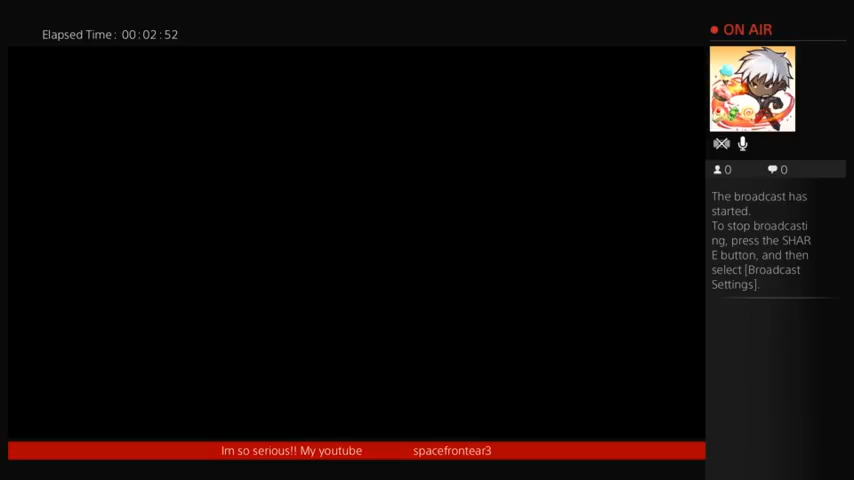 Elapsed Time: 00:02:52
ON AIR
0 0
The broadcast has
started.
To stop broadcasti
ng, press the SHAR
E button, and then
select [Broadcast
Settings].
Im so serious!! My youtube spacefrontear3